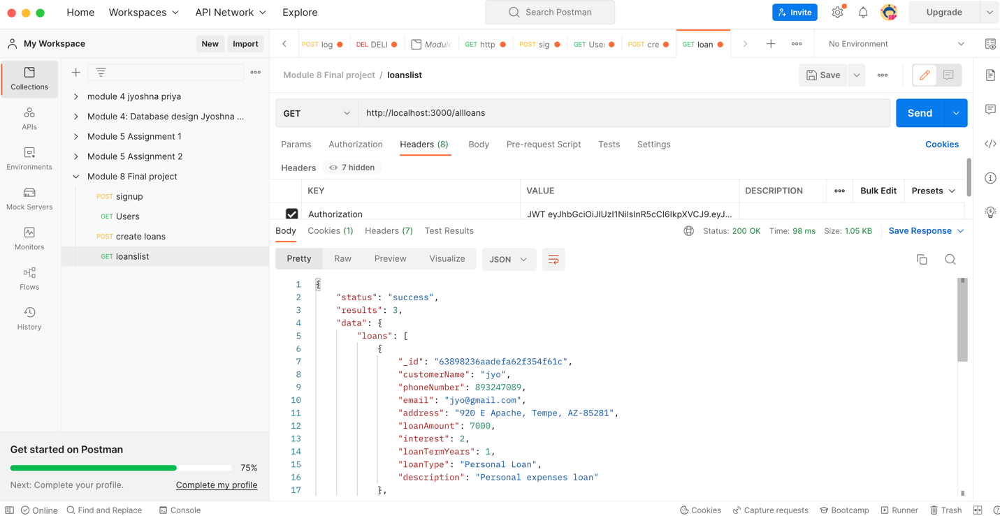 Home Workspaces API Network Explore Search Postman Invite Upgrade
My Workspace New Import POST log DEL DELI Module GET http POST sig GET User POST cre GET loan No Environment
Collections
APIs
Environments
Mock Servers
Monitors
Flows
History
module 4 jyoshna priya
Module 4: Database design Jyoshna ...
Module 5 Assignment 1
Module 5 Assignment 2
Module 8 Final project
POST signup
GET Users
POST create loans
GET loanslist
Get started on Postman
75%
Next: Complete your profile. Complete my profile
Module 8 Final project / loanslist Save
GET http://localhost:3000/allloans Send
Params Authorization Headers (8) Body Pre-request Script Tests Settings Cookies
Headers 7 hidden
KEY VALUE DESCRIPTION Bulk Edit Presets
Authorization JWT eyJhbGciOiJIUzI1NiIsInR5cCI6IkpXVCJ9.eyJ...
Body Cookies (1) Headers (7) Test Results Status: 200 OK Time: 98 ms Size: 1.05 KB Save Response
Pretty Raw Preview Visualize JSON
1 {
2 "status": "success",
3 "results": 3,
4 "data": {
5 "loans": [
6 {
7 "_id": "63898236aadefa62f354f61c",
8 "customerName": "jyo",
9 "phoneNumber": 893247089,
10 "email": "jyo@gmail.com",
11 "address": "920 E Apache, Tempe, AZ-85281",
12 "loanAmount": 7000,
13 "interest": 2,
14 "loanTermYears": 1,
15 "loanType": "Personal Loan",
16 "description": "Personal expenses loan"
17 },
Online Find and Replace Console Cookies Capture requests Bootcamp Runner Trash